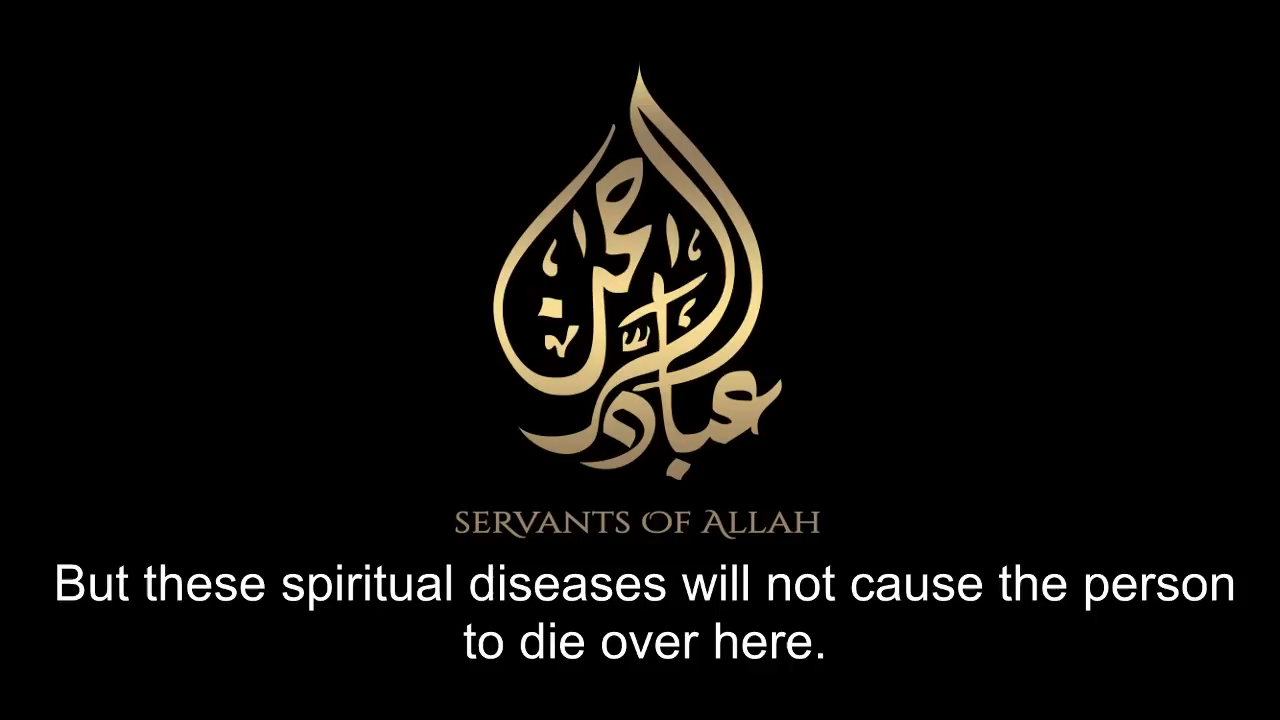 عباد الرحمن
SERVANTS OF ALLAH
But these spiritual diseases will not cause the person
to die over here.